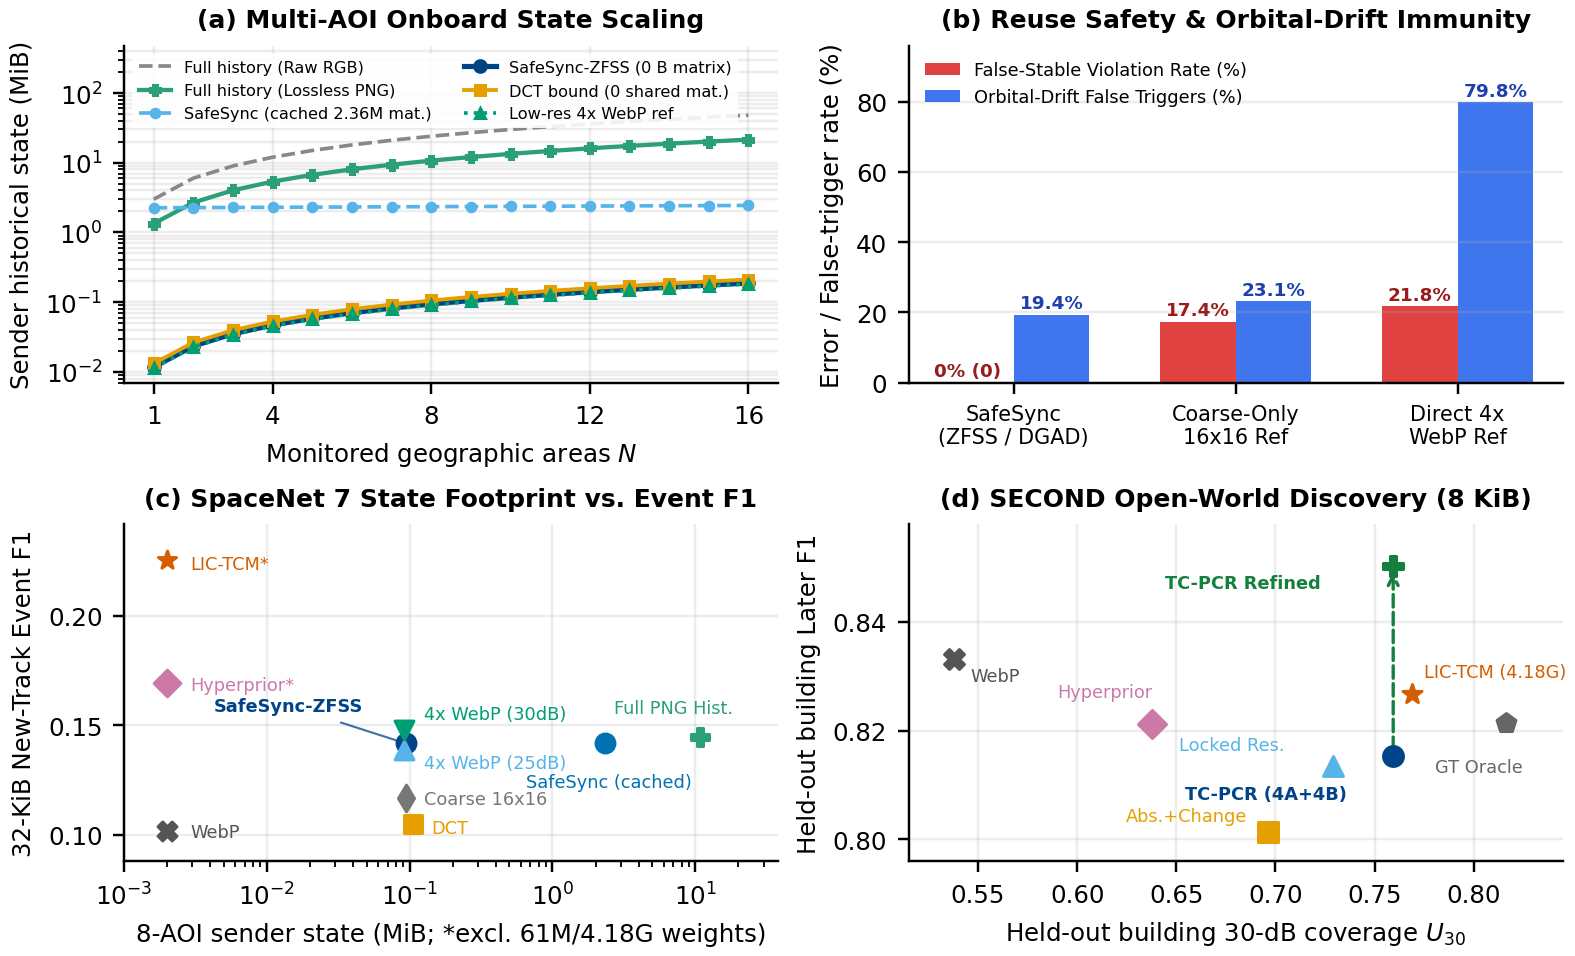 (a) Multi-AOI Onboard State Scaling
Sender historical state (MiB)
Full history (Raw RGB)
Full history (Lossless PNG)
SafeSync (cached 2.36M mat.)
SafeSync-ZFSS (0 B matrix)
DCT bound (0 shared mat.)
Low-res 4x WebP ref
10²
10¹
10⁰
10⁻¹
10⁻²
1 4 8 12 16
Monitored geographic areas N
(b) Reuse Safety & Orbital-Drift Immunity
Error / False-trigger rate (%)
False-Stable Violation Rate (%)
Orbital-Drift False Triggers (%)
80
60
40
20
0
0% (0)
19.4%
17.4%
23.1%
21.8%
79.8%
SafeSync
(ZFSS / DGAD)
Coarse-Only
16x16 Ref
Direct 4x
WebP Ref
(c) SpaceNet 7 State Footprint vs. Event F1
32-KiB New-Track Event F1
0.20
0.15
0.10
LIC-TCM*
Hyperprior*
SafeSync-ZFSS
4x WebP (30dB)
Full PNG Hist.
4x WebP (25dB)
SafeSync (cached)
Coarse 16x16
WebP
DCT
10⁻³ 10⁻² 10⁻¹ 10⁰ 10¹
8-AOI sender state (MiB; *excl. 61M/4.18G weights)
(d) SECOND Open-World Discovery (8 KiB)
Held-out building Later F1
0.84
0.82
0.80
TC-PCR Refined
WebP
LIC-TCM (4.18G)
Hyperprior
Locked Res.
GT Oracle
TC-PCR (4A+4B)
Abs.+Change
0.55 0.60 0.65 0.70 0.75 0.80
Held-out building 30-dB coverage U₃₀